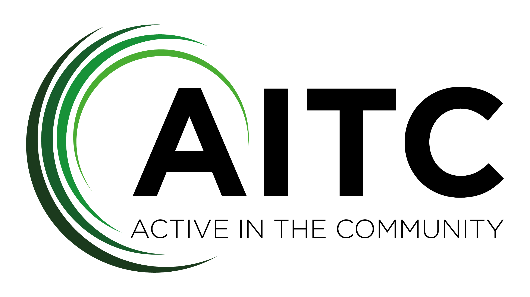 AITC
ACTIVE IN THE COMMUNITY